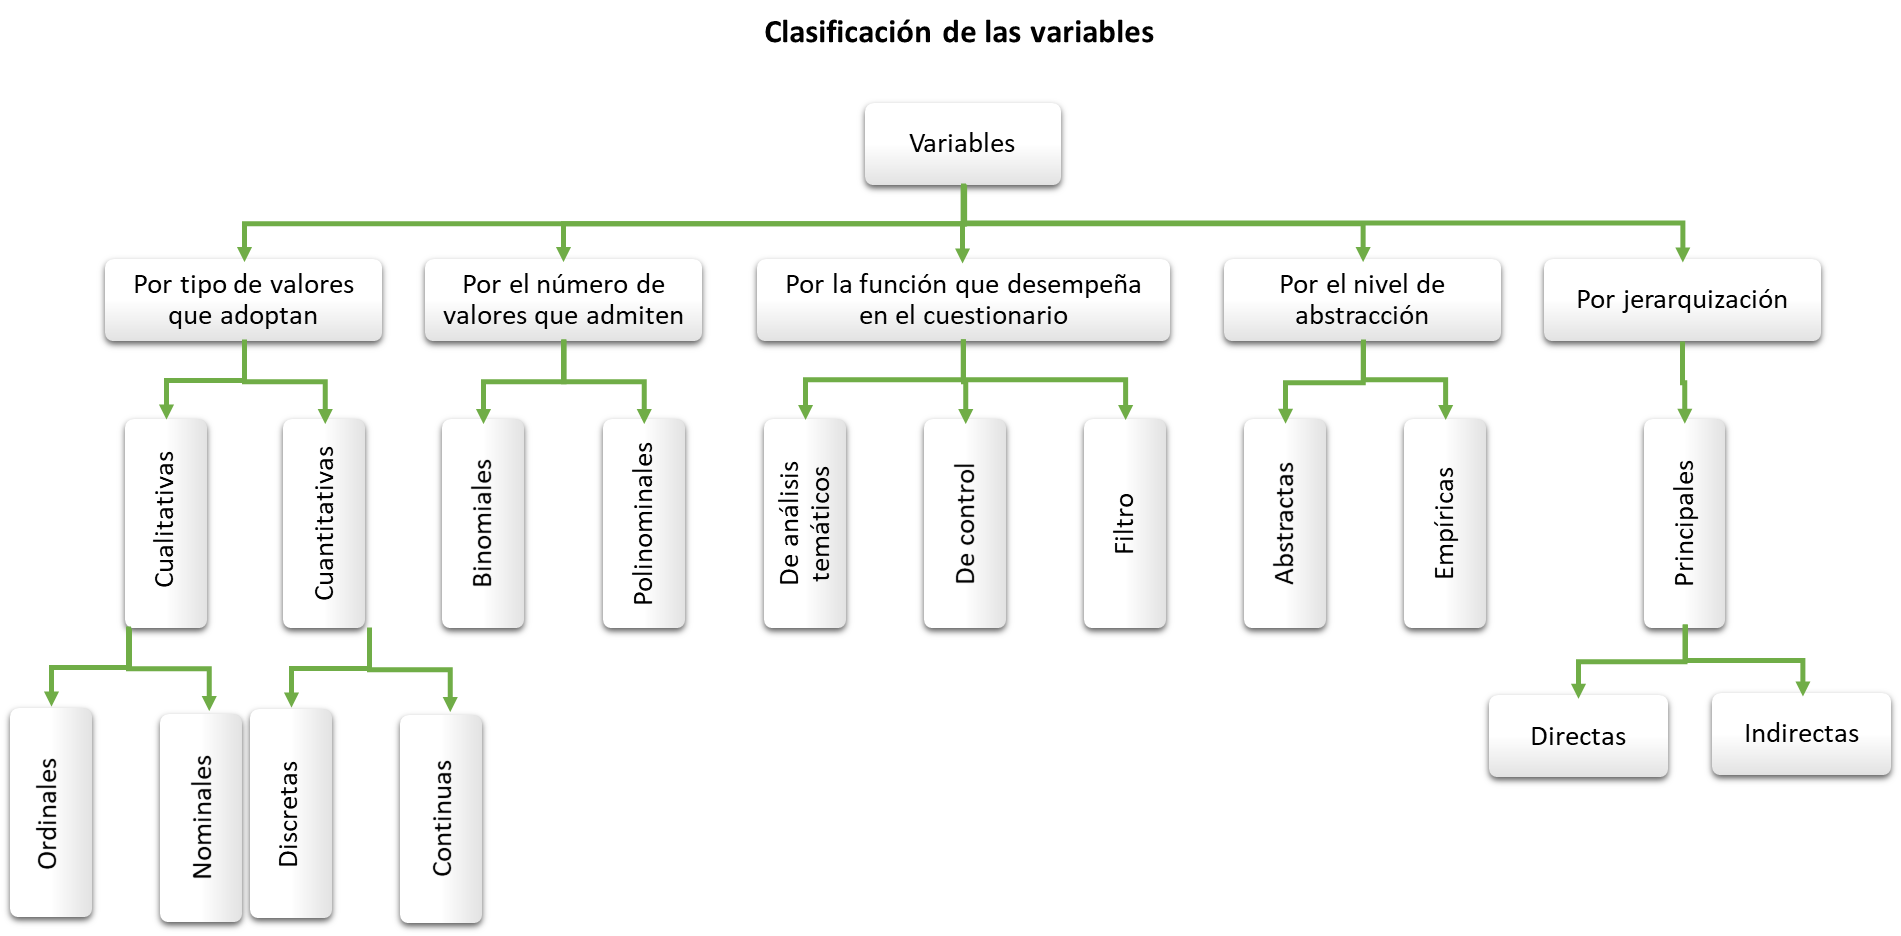 Clasificación de las variables
Variables
Por tipo de valores
que adoptan
Por el número de
valores que admiten
Por la función que desempeña
en el cuestionario
Por el nivel de
abstracción
Por jerarquización
Cualitativas
Cuantitativas
Binomiales
Polinominales
De análisis
temáticos
De control
Filtro
Abstractas
Empíricas
Principales
Ordinales
Nominales
Discretas
Continuas
Directas
Indirectas